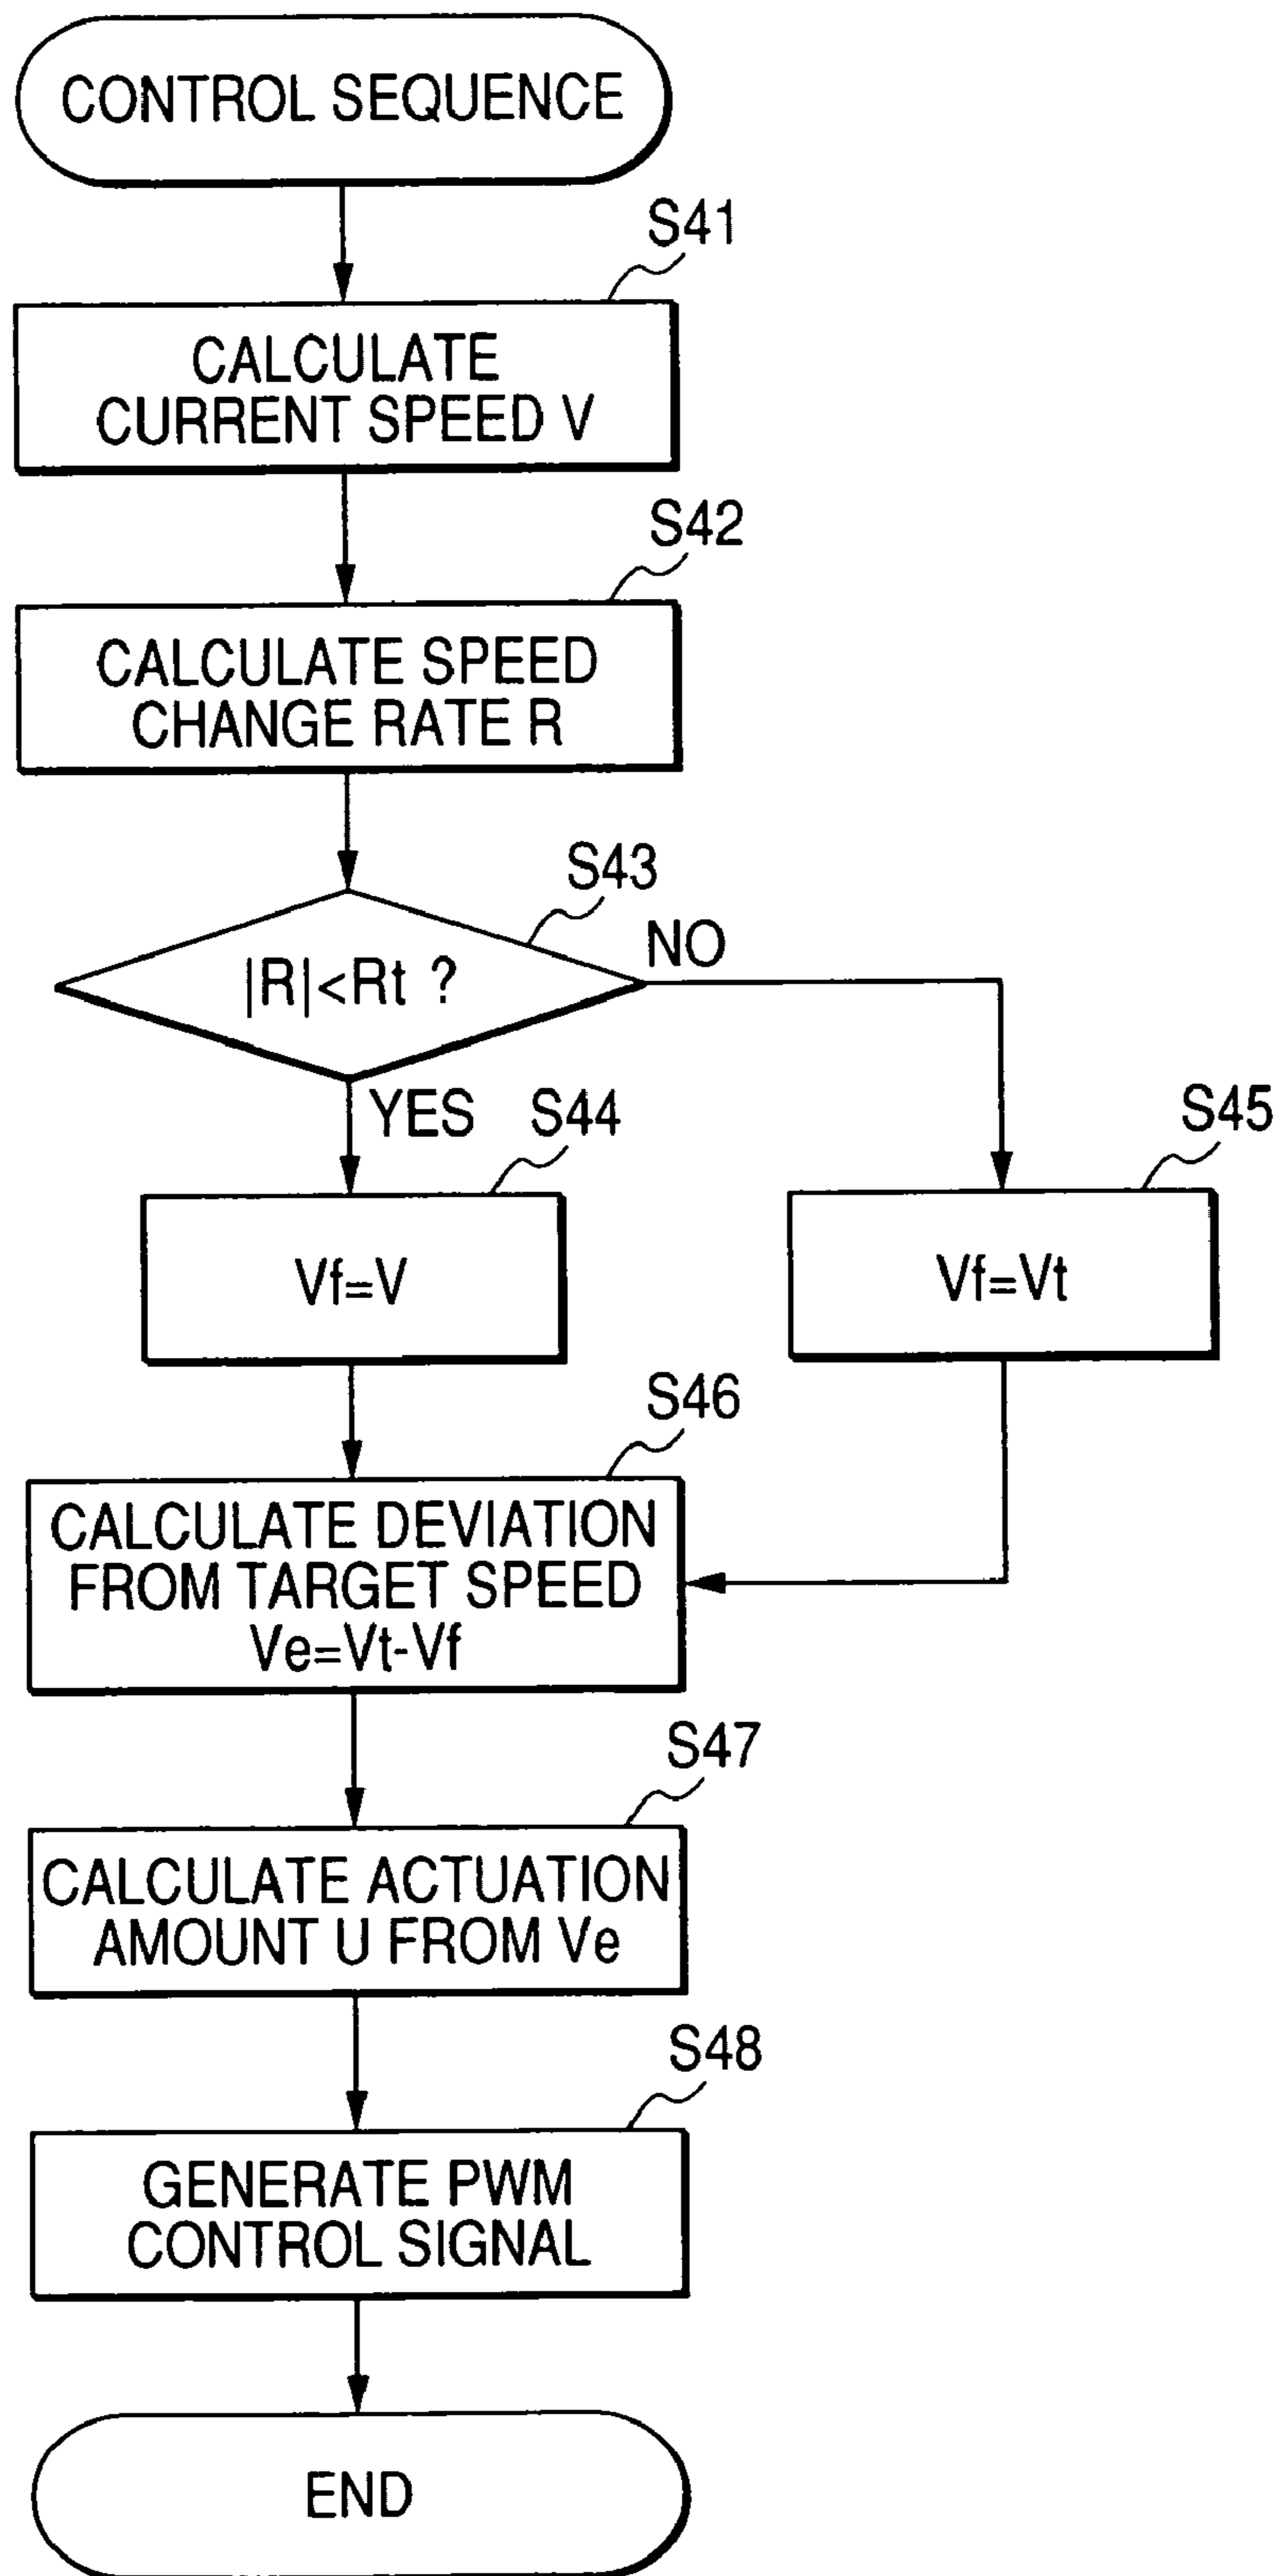 CONTROL SEQUENCE
S41
CALCULATE
CURRENT SPEED V
S42
CALCULATE SPEED
CHANGE RATE R
S43
|R|<Rt ?
NO
YES
S44
Vf=V
S45
Vf=Vt
S46
CALCULATE DEVIATION
FROM TARGET SPEED
Ve=Vt-Vf
S47
CALCULATE ACTUATION
AMOUNT U FROM Ve
S48
GENERATE PWM
CONTROL SIGNAL
END